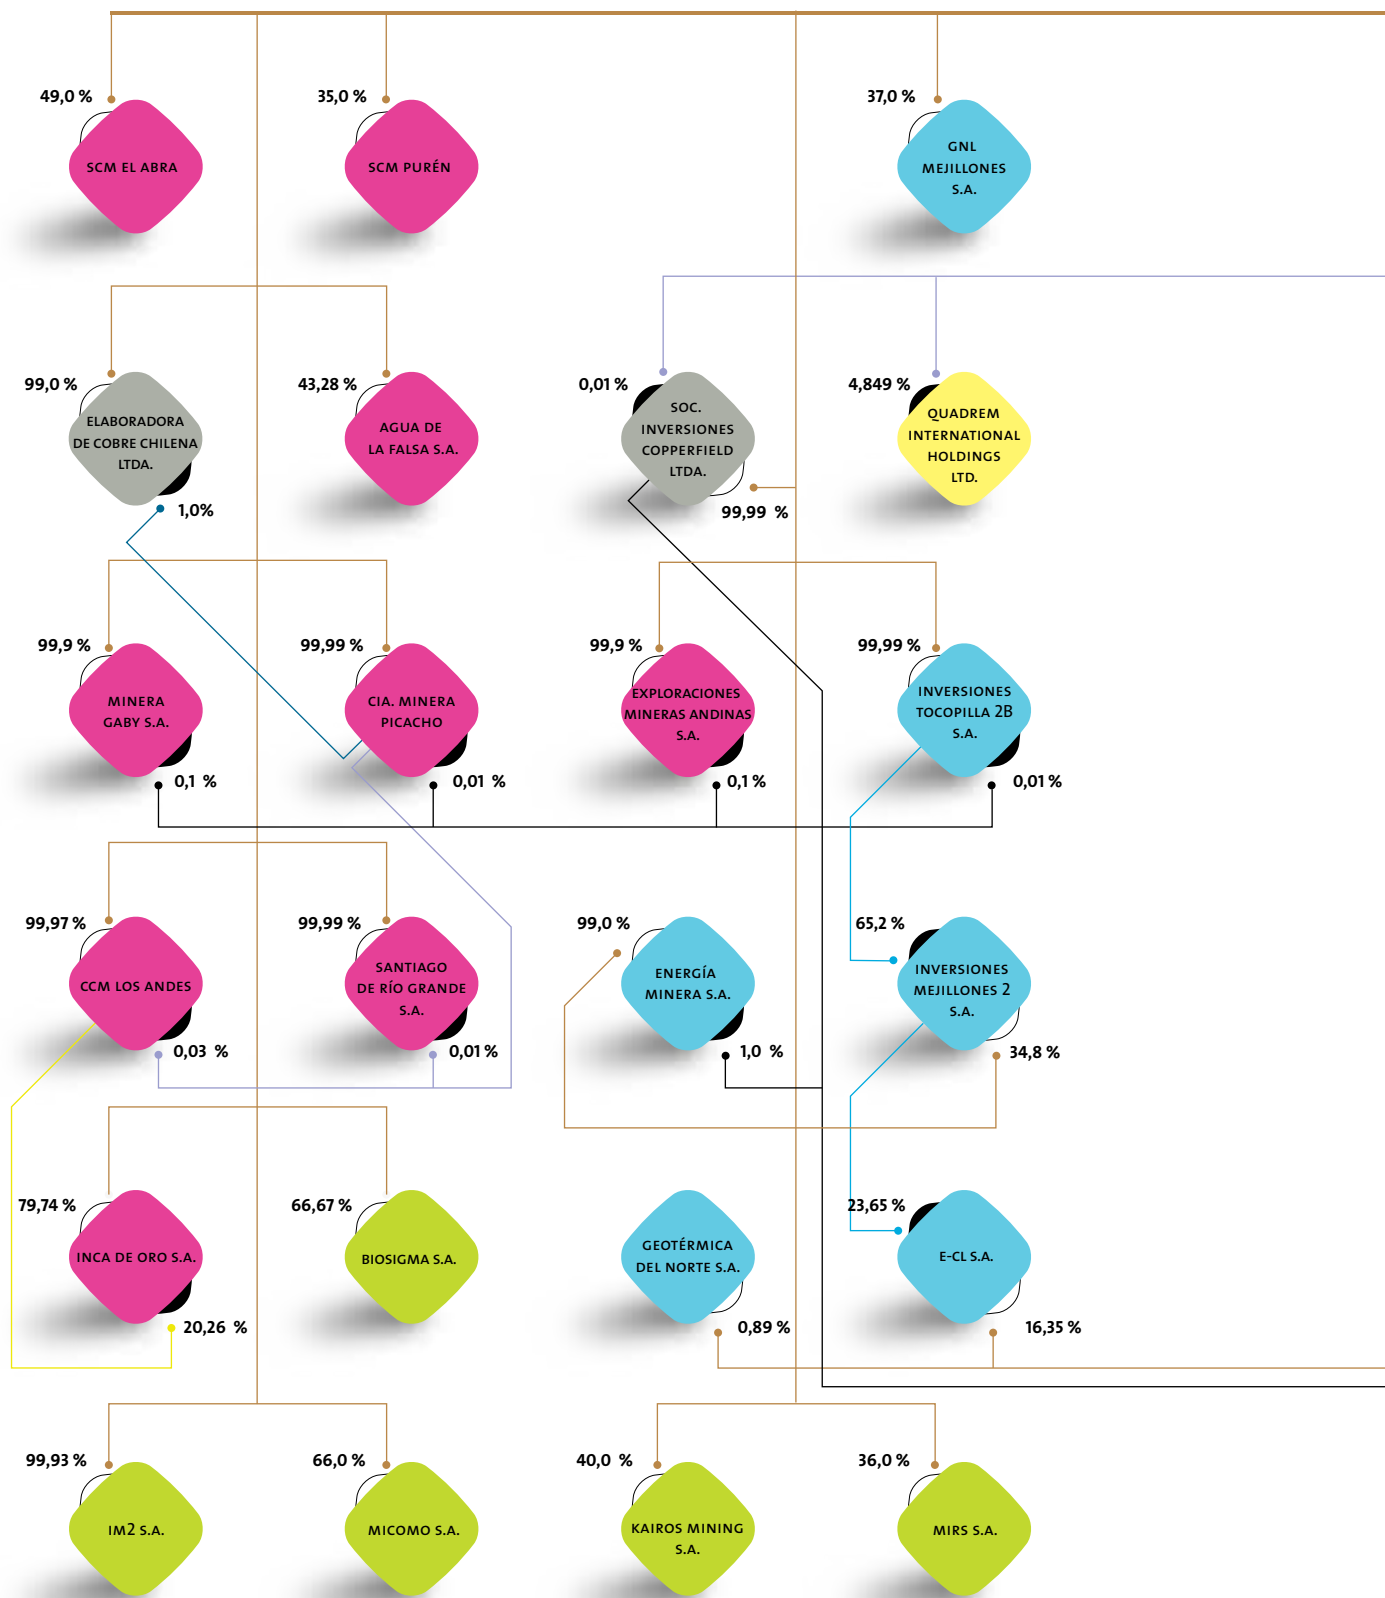 49,0 %
SCM EL ABRA
35,0 %
SCM PURÉN
37,0 %
GNL
MEJILLONES
S.A.
99,0 %
ELABORADORA
DE COBRE CHILENA
LTDA.
1,0%
43,28 %
AGUA DE
LA FALSA S.A.
0,01 %
SOC.
INVERSIONES
COPPERFIELD
LTDA.
99,99 %
4,849 %
QUADREM
INTERNATIONAL
HOLDINGS
LTD.
99,9 %
MINERA
GABY S.A.
0,1 %
99,99 %
CIA. MINERA
PICACHO
0,01 %
99,9 %
EXPLORACIONES
MINERAS ANDINAS
S.A.
0,1 %
99,99 %
INVERSIONES
TOCOPILLA 2B
S.A.
0,01 %
99,97 %
CCM LOS ANDES
0,03 %
99,99 %
SANTIAGO
DE RÍO GRANDE
S.A.
0,01 %
99,0 %
ENERGÍA
MINERA S.A.
1,0 %
65,2 %
INVERSIONES
MEJILLONES 2
S.A.
34,8 %
79,74 %
INCA DE ORO S.A.
20,26 %
66,67 %
BIOSIGMA S.A.
GEOTÉRMICA
DEL NORTE S.A.
0,89 %
23,65 %
E-CL S.A.
16,35 %
99,93 %
IM2 S.A.
66,0 %
MICOMO S.A.
40,0 %
KAIROS MINING
S.A.
36,0 %
MIRS S.A.